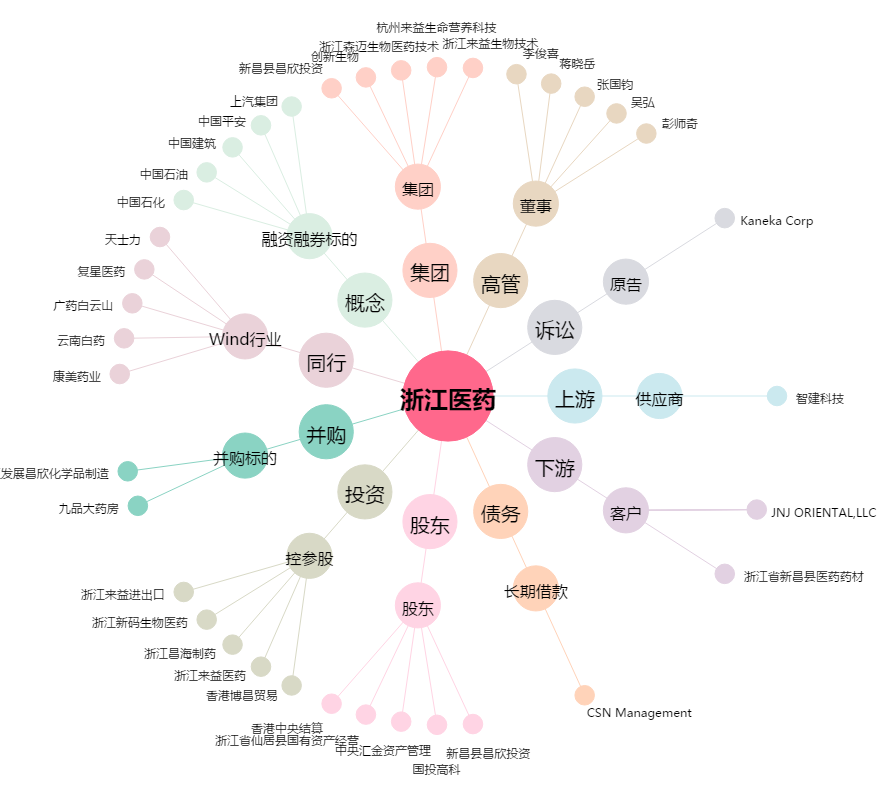 杭州来益生命营养科技
浙江森迈生物医药技术
浙江来益生物技术
创新生物
新昌县昌欣投资
李俊喜
蒋晓岳
张国钧
吴弘
彭师奇
上汽集团
中国平安
中国建筑
中国石油
中国石化
集团
董事
融资融券标的
集团
高管
概念
Kaneka Corp
原告
诉讼
天士力
复星医药
广药白云山
云南白药
康美药业
Wind行业
同行
浙江医药
上游
供应商
智建科技
并购
并购标的
发展昌欣化学品制造
九品大药房
下游
客户
JNJ ORIENTAL,LLC
浙江省新昌县医药药材
投资
股东
债务
控参股
浙江来益进出口
浙江新码生物医药
浙江昌海制药
浙江来益医药
香港博昌贸易
股东
长期借款
CSN Management
香港中央结算
浙江省仙居县国有资产经营
中央汇金资产管理
国投高科
新昌县昌欣投资